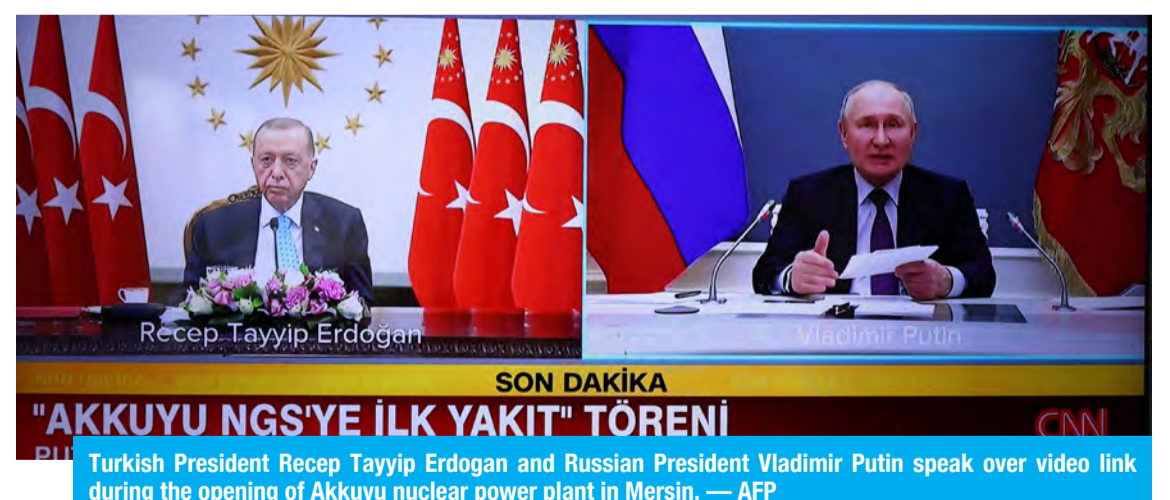 Recep Tayyip Erdoğan
Vladimir Putin
SON DAKİKA
"AKKUYU NGS'YE İLK YAKIT" TÖRENİ
CNN
Turkish President Recep Tayyip Erdogan and Russian President Vladimir Putin speak over video link
during the opening of Akkuyu nuclear power plant in Mersin. — AFP